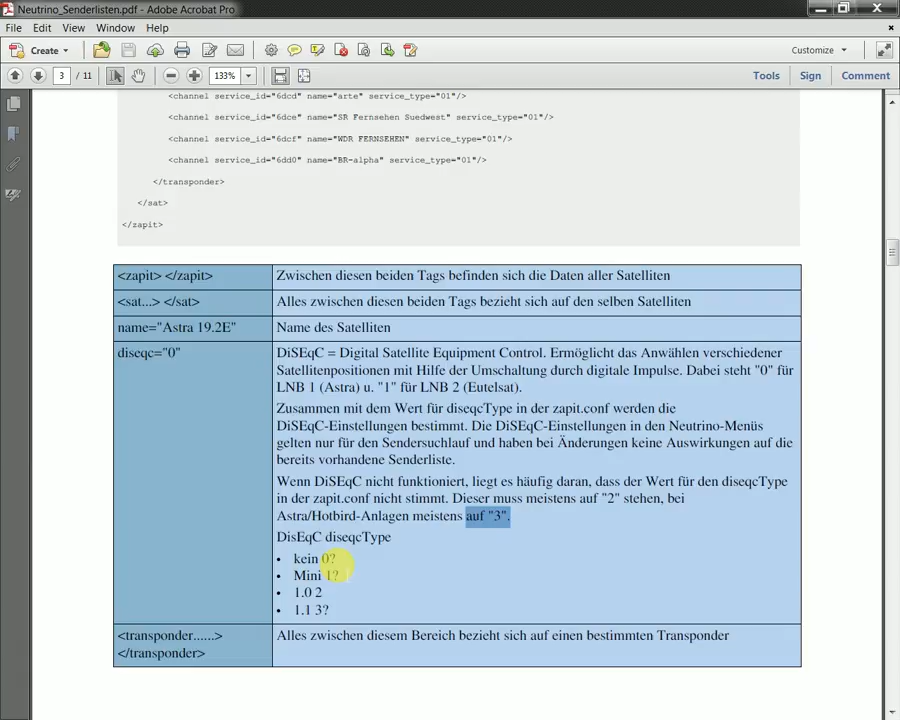 Neutrino_Senderlisten.pdf - Adobe Acrobat Pro
File Edit View Window Help
Create Customize
3 / 11 133% Tools Sign Comment
<channel service_id="6dcd" name="arte" service_type="01"/>
<channel service_id="6dce" name="SR Fernsehen Suedwest" service_type="01"/>
<channel service_id="6dcf" name="WDR FERNSEHEN" service_type="01"/>
<channel service_id="6dd0" name="BR-alpha" service_type="01"/>
</transponder>
</sat>
</zapit>
<zapit> </zapit> Zwischen diesen beiden Tags befinden sich die Daten aller Satelliten
<sat...> </sat> Alles zwischen diesen beiden Tags bezieht sich auf den selben Satelliten
name="Astra 19.2E" Name des Satelliten
diseqc="0" DiSEqC = Digital Satellite Equipment Control. Ermöglicht das Anwählen verschiedener
Satellitenpositionen mit Hilfe der Umschaltung durch digitale Impulse. Dabei steht "0" für
LNB 1 (Astra) u. "1" für LNB 2 (Eutelsat).
Zusammen mit dem Wert für diseqcType in der zapit.conf werden die
DiSEqC-Einstellungen bestimmt. Die DiSEqC-Einstellungen in den Neutrino-Menüs
gelten nur für den Sendersuchlauf und haben bei Änderungen keine Auswirkungen auf die
bereits vorhandene Senderliste.
Wenn DiSEqC nicht funktioniert, liegt es häufig daran, dass der Wert für den diseqcType
in der zapit.conf nicht stimmt. Dieser muss meistens auf "2" stehen, bei
Astra/Hotbird-Anlagen meistens auf "3".
DisEqC diseqcType
• kein 0?
• Mini 1?
• 1.0 2
• 1.1 3?
<transponder......> Alles zwischen diesem Bereich bezieht sich auf einen bestimmten Transponder
</transponder>